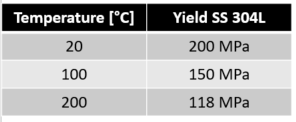 Temperature [°C] Yield SS 304L
20 200 MPa
100 150 MPa
200 118 MPa